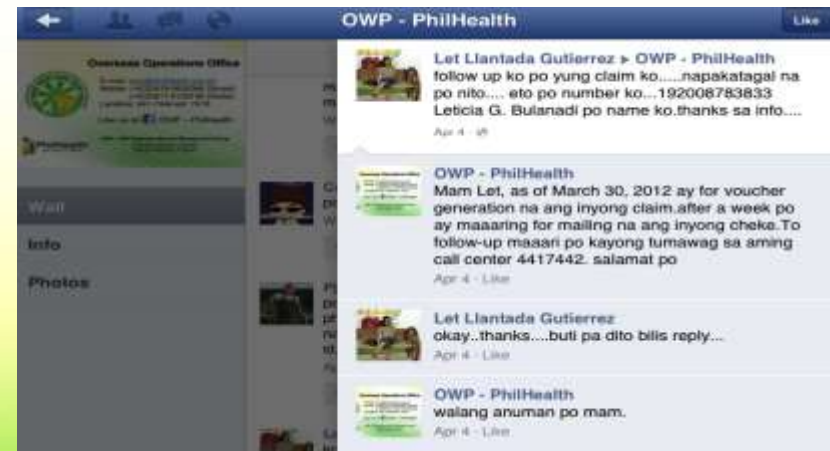 OWP - PhilHealth
Like
Overseas Operations Office
Wall
Info
Photos
Let Llantada Gutierrez ▸ OWP - PhilHealth
follow up ko po yung claim ko.....napakatagal na
po nito.... eto po number ko...192008783833
Leticia G. Bulanadi po name ko.thanks sa info....
Apr 4
OWP - PhilHealth
Mam Let, as of March 30, 2012 ay for voucher
generation na ang inyong claim.after a week po
ay maaaring for mailing na ang inyong cheke.To
follow-up maaari po kayong tumawag sa aming
call center 4417442. salamat po
Apr 4 · Like
Let Llantada Gutierrez
okay..thanks....buti pa dito bilis reply...
Apr 4 · Like
OWP - PhilHealth
walang anuman po mam.
Apr 4 · Like